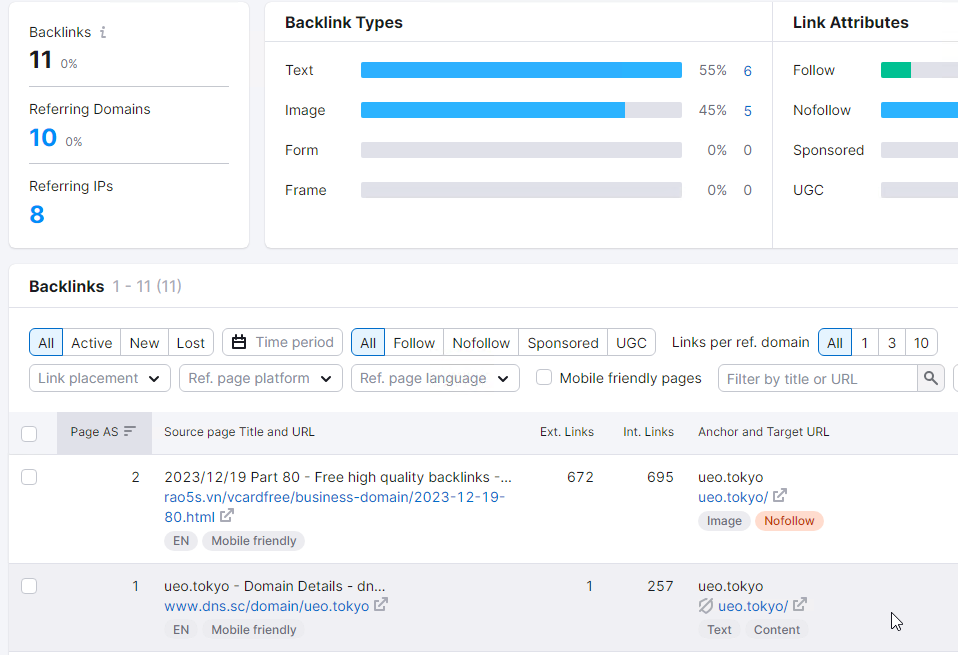 Backlinks i
11 0%
Referring Domains
10 0%
Referring IPs
8
Backlink Types
Text 55% 6
Image 45% 5
Form 0% 0
Frame 0% 0
Link Attributes
Follow
Nofollow
Sponsored
UGC
Backlinks 1 - 11 (11)
All Active New Lost Time period All Follow Nofollow Sponsored UGC Links per ref. domain All 1 3 10
Link placement Ref. page platform Ref. page language Mobile friendly pages Filter by title or URL
Page AS Source page Title and URL Ext. Links Int. Links Anchor and Target URL
2 2023/12/19 Part 80 - Free high quality backlinks -... 672 695 ueo.tokyo
rao5s.vn/vcardfree/business-domain/2023-12-19- ueo.tokyo/
80.html Image Nofollow
EN Mobile friendly
1 ueo.tokyo - Domain Details - dn... 1 257 ueo.tokyo
www.dns.sc/domain/ueo.tokyo ueo.tokyo/
EN Mobile friendly Text Content